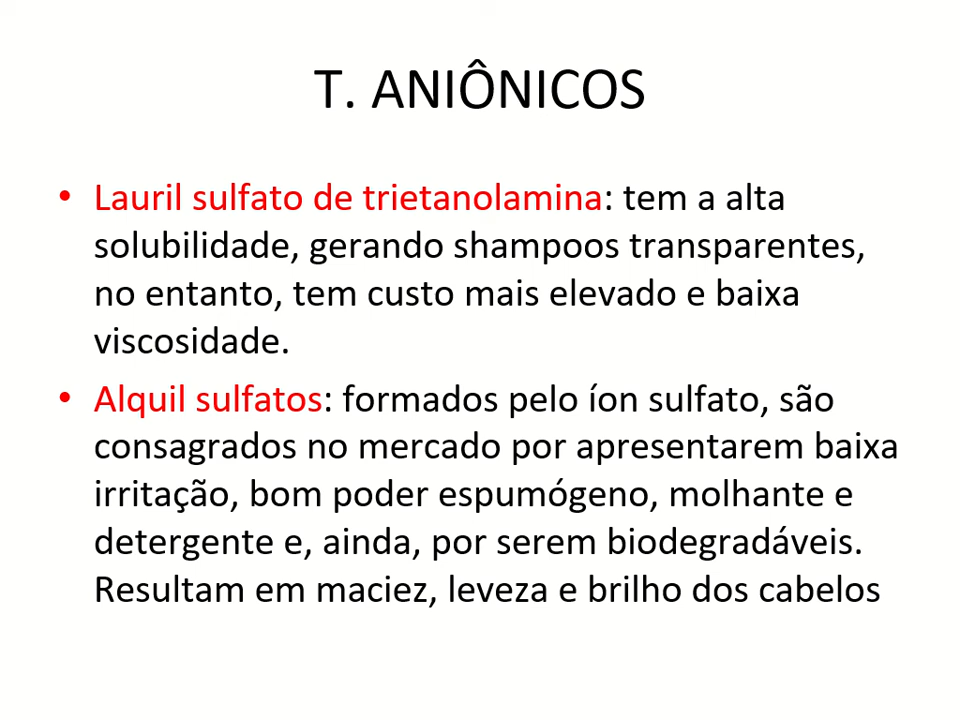 T. ANIÔNICOS
• Lauril sulfato de trietanolamina: tem a alta
solubilidade, gerando shampoos transparentes,
no entanto, tem custo mais elevado e baixa
viscosidade.
• Alquil sulfatos: formados pelo íon sulfato, são
consagrados no mercado por apresentarem baixa
irritação, bom poder espumógeno, molhante e
detergente e, ainda, por serem biodegradáveis.
Resultam em maciez, leveza e brilho dos cabelos